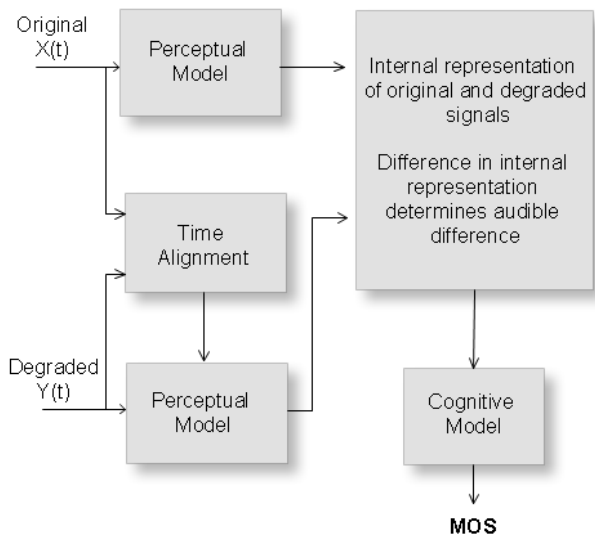 Original
X(t)
Perceptual
Model
Internal representation
of original and degraded
signals
Difference in internal
representation
determines audible
difference
Time
Alignment
Degraded
Y(t)
Perceptual
Model
Cognitive
Model
MOS